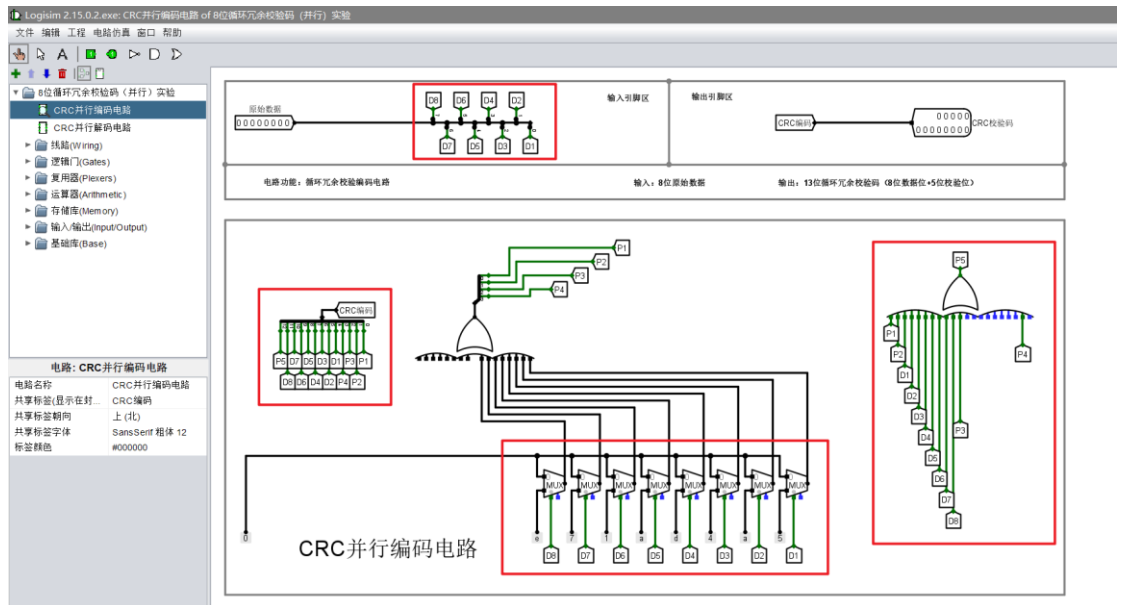 Logisim 2.15.0.2.exe: CRC并行编码电路 of 8位循环冗余校验码 (并行) 实验
文件 编辑 工程 电路仿真 窗口 帮助
8位循环冗余校验码 (并行) 实验
CRC并行编码电路
CRC并行解码电路
线路(Wiring)
逻辑门(Gates)
复用器(Plexers)
运算器(Arithmetic)
存储库(Memory)
输入/输出(Input/Output)
基础库(Base)
电路: CRC并行编码电路
电路名称 CRC并行编码电路
共享标签(显示在封... CRC编码
共享标签朝向 上 (北)
共享标签字体 SansSerif 粗体 12
标签颜色 #000000
原始数据
00000000
D8 D6 D4 D2
D7 D5 D3 D1
输入引脚区
输出引脚区
CRC编码
00000
00000000
CRC校验码
电路功能：循环冗余校验编码电路
输入：8位原始数据
输出：13位循环冗余校验码（8位数据位+5位校验位）
P1
P2
P3
P4
CRC编码
P5 D7 D5 D3 D1 P3 P1
D8 D6 D4 D2 P4 P2
MUX MUX MUX MUX MUX MUX MUX MUX
0 e 7 1 a d 4 a 5
D8 D7 D6 D5 D4 D3 D2 D1
CRC并行编码电路
P5
P1
P2
D1
D2
D3
D4
D5
D6
D7
D8
P3
P4